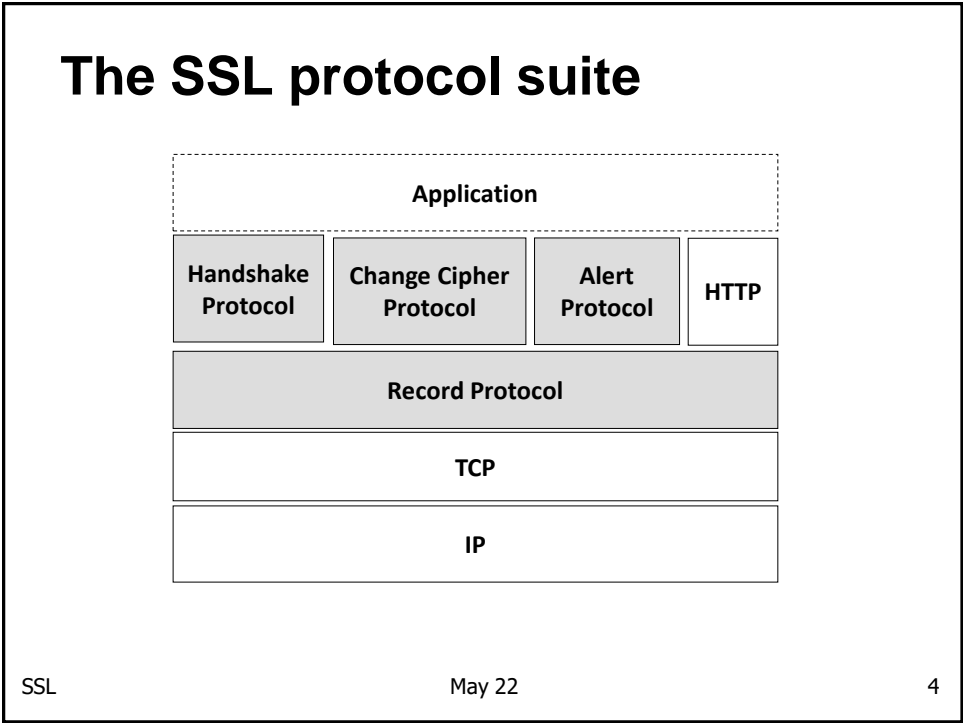 The SSL protocol suite
Application
Handshake
Protocol
Change Cipher
Protocol
Alert
Protocol
HTTP
Record Protocol
TCP
IP
SSL
May 22
4